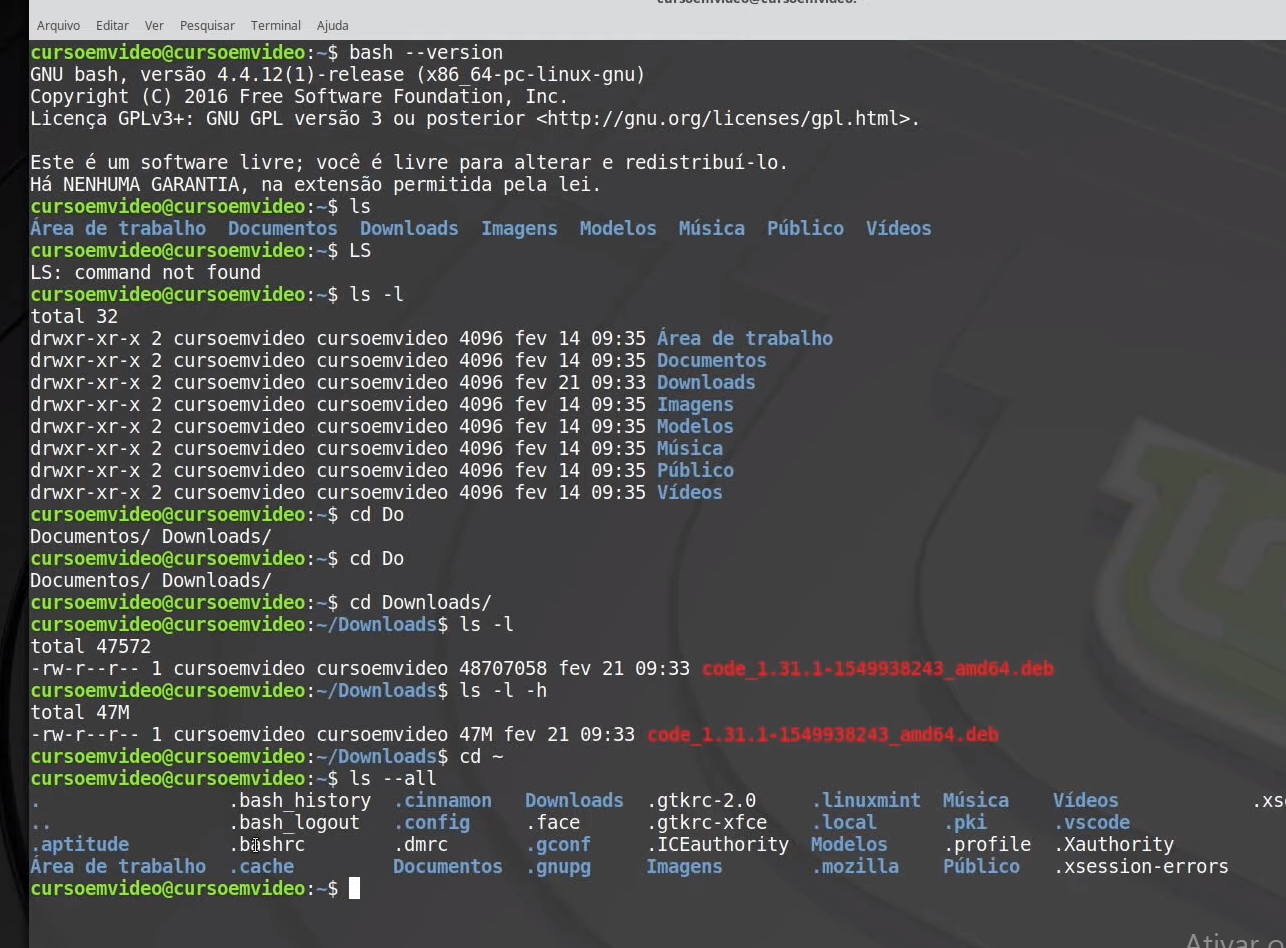 cursoemvideo@cursoemvideo:
Arquivo Editar Ver Pesquisar Terminal Ajuda
cursoemvideo@cursoemvideo:~$ bash --version
GNU bash, versão 4.4.12(1)-release (x86_64-pc-linux-gnu)
Copyright (C) 2016 Free Software Foundation, Inc.
Licença GPLv3+: GNU GPL versão 3 ou posterior <http://gnu.org/licenses/gpl.html>.
Este é um software livre; você é livre para alterar e redistribuí-lo.
Há NENHUMA GARANTIA, na extensão permitida pela lei.
cursoemvideo@cursoemvideo:~$ ls
Área de trabalho Documentos Downloads Imagens Modelos Música Público Vídeos
cursoemvideo@cursoemvideo:~$ LS
LS: command not found
cursoemvideo@cursoemvideo:~$ ls -l
total 32
drwxr-xr-x 2 cursoemvideo cursoemvideo 4096 fev 14 09:35 Área de trabalho
drwxr-xr-x 2 cursoemvideo cursoemvideo 4096 fev 14 09:35 Documentos
drwxr-xr-x 2 cursoemvideo cursoemvideo 4096 fev 21 09:33 Downloads
drwxr-xr-x 2 cursoemvideo cursoemvideo 4096 fev 14 09:35 Imagens
drwxr-xr-x 2 cursoemvideo cursoemvideo 4096 fev 14 09:35 Modelos
drwxr-xr-x 2 cursoemvideo cursoemvideo 4096 fev 14 09:35 Música
drwxr-xr-x 2 cursoemvideo cursoemvideo 4096 fev 14 09:35 Público
drwxr-xr-x 2 cursoemvideo cursoemvideo 4096 fev 14 09:35 Vídeos
cursoemvideo@cursoemvideo:~$ cd Do
Documentos/ Downloads/
cursoemvideo@cursoemvideo:~$ cd Do
Documentos/ Downloads/
cursoemvideo@cursoemvideo:~$ cd Downloads/
cursoemvideo@cursoemvideo:~/Downloads$ ls -l
total 47572
-rw-r--r-- 1 cursoemvideo cursoemvideo 48707058 fev 21 09:33 code_1.31.1-1549938243_amd64.deb
cursoemvideo@cursoemvideo:~/Downloads$ ls -l -h
total 47M
-rw-r--r-- 1 cursoemvideo cursoemvideo 47M fev 21 09:33 code_1.31.1-1549938243_amd64.deb
cursoemvideo@cursoemvideo:~/Downloads$ cd ~
cursoemvideo@cursoemvideo:~$ ls --all
. .bash_history .cinnamon Downloads .gtkrc-2.0 .linuxmint Música Vídeos .xs
.. .bash_logout .config .face .gtkrc-xfce .local .pki .vscode
.aptitude .bashrc .dmrc .gconf .ICEauthority Modelos .profile .Xauthority
Área de trabalho .cache Documentos .gnupg Imagens .mozilla Público .xsession-errors
cursoemvideo@cursoemvideo:~$
Ativar o